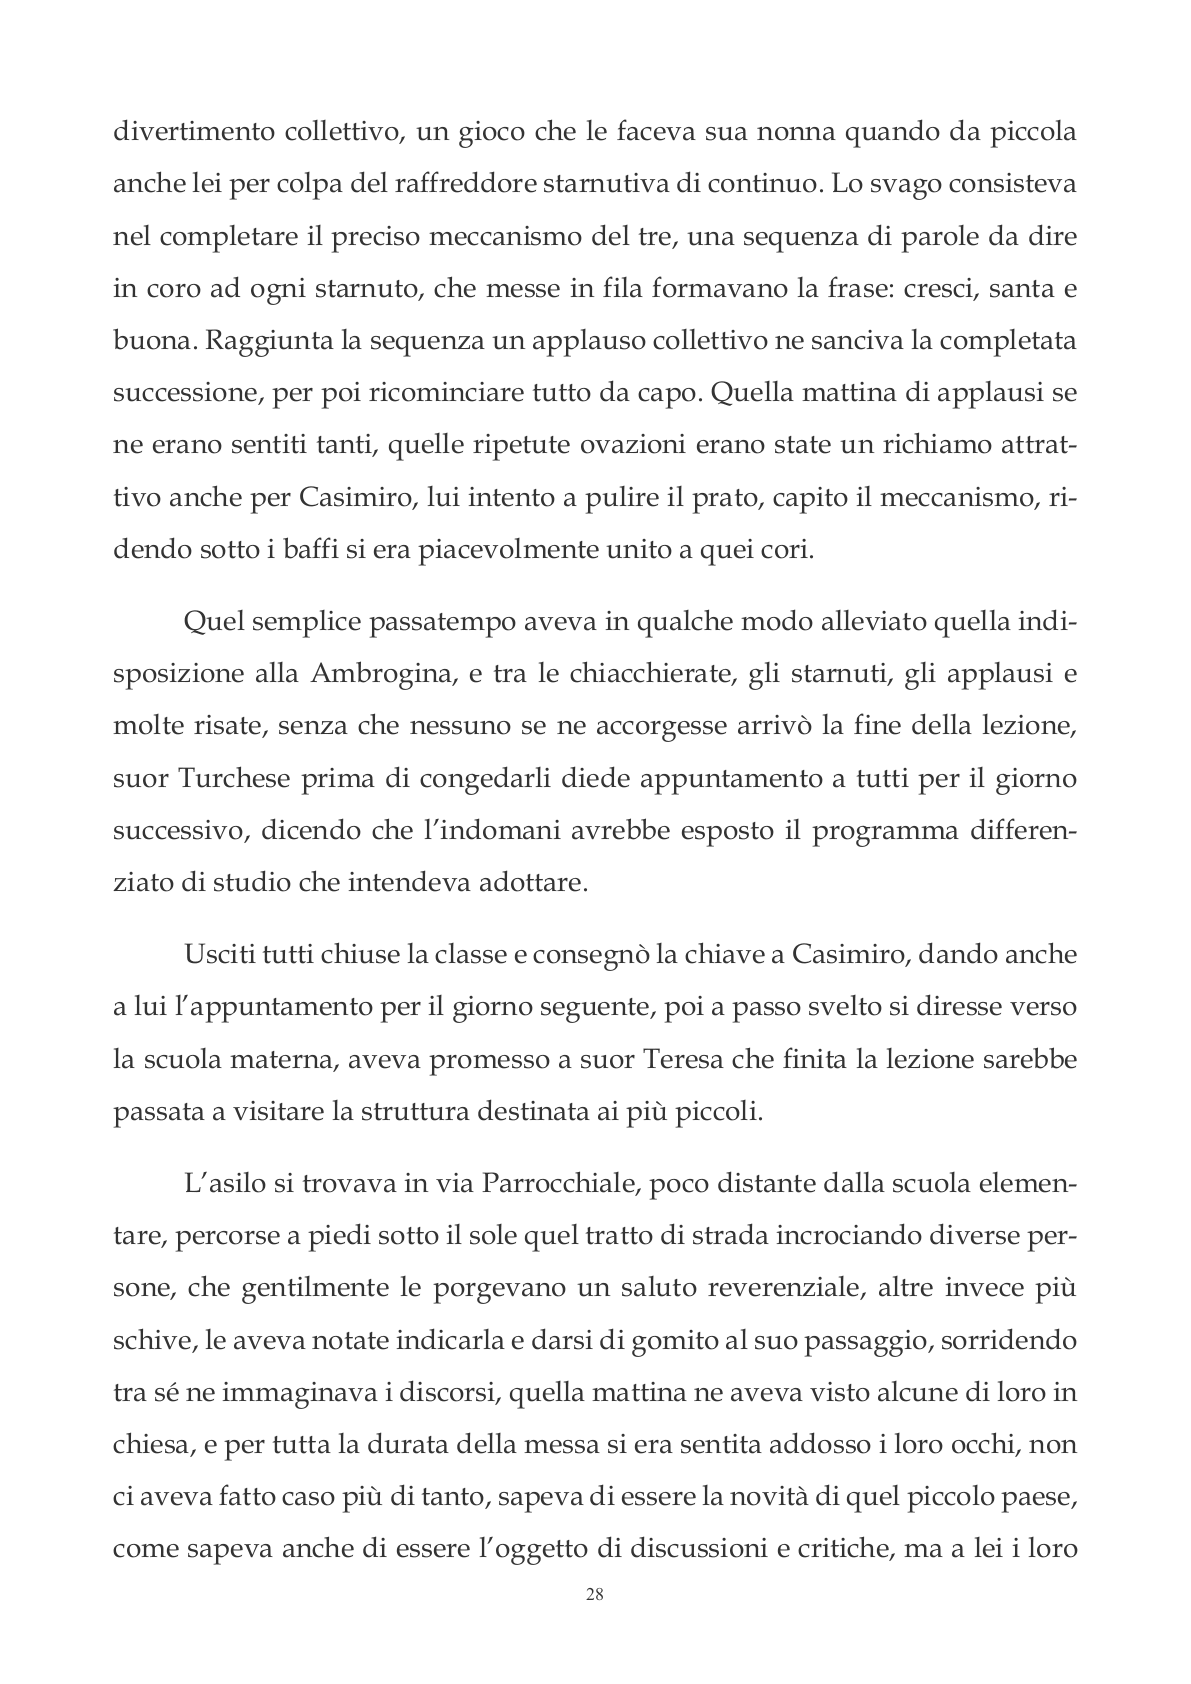 divertimento collettivo, un gioco che le faceva sua nonna quando da piccola
anche lei per colpa del raffreddore starnutiva di continuo. Lo svago consisteva
nel completare il preciso meccanismo del tre, una sequenza di parole da dire
in coro ad ogni starnuto, che messe in fila formavano la frase: cresci, santa e
buona. Raggiunta la sequenza un applauso collettivo ne sanciva la completata
successione, per poi ricominciare tutto da capo. Quella mattina di applausi se
ne erano sentiti tanti, quelle ripetute ovazioni erano state un richiamo attrat-
tivo anche per Casimiro, lui intento a pulire il prato, capito il meccanismo, ri-
dendo sotto i baffi si era piacevolmente unito a quei cori.
Quel semplice passatempo aveva in qualche modo alleviato quella indi-
sposizione alla Ambrogina, e tra le chiacchierate, gli starnuti, gli applausi e
molte risate, senza che nessuno se ne accorgesse arrivò la fine della lezione,
suor Turchese prima di congedarli diede appuntamento a tutti per il giorno
successivo, dicendo che l'indomani avrebbe esposto il programma differen-
ziato di studio che intendeva adottare.
Usciti tutti chiuse la classe e consegnò la chiave a Casimiro, dando anche
a lui l'appuntamento per il giorno seguente, poi a passo svelto si diresse verso
la scuola materna, aveva promesso a suor Teresa che finita la lezione sarebbe
passata a visitare la struttura destinata ai più piccoli.
L'asilo si trovava in via Parrocchiale, poco distante dalla scuola elemen-
tare, percorse a piedi sotto il sole quel tratto di strada incrociando diverse per-
sone, che gentilmente le porgevano un saluto reverenziale, altre invece più
schive, le aveva notate indicarla e darsi di gomito al suo passaggio, sorridendo
tra sé ne immaginava i discorsi, quella mattina ne aveva visto alcune di loro in
chiesa, e per tutta la durata della messa si era sentita addosso i loro occhi, non
ci aveva fatto caso più di tanto, sapeva di essere la novità di quel piccolo paese,
come sapeva anche di essere l'oggetto di discussioni e critiche, ma a lei i loro
28